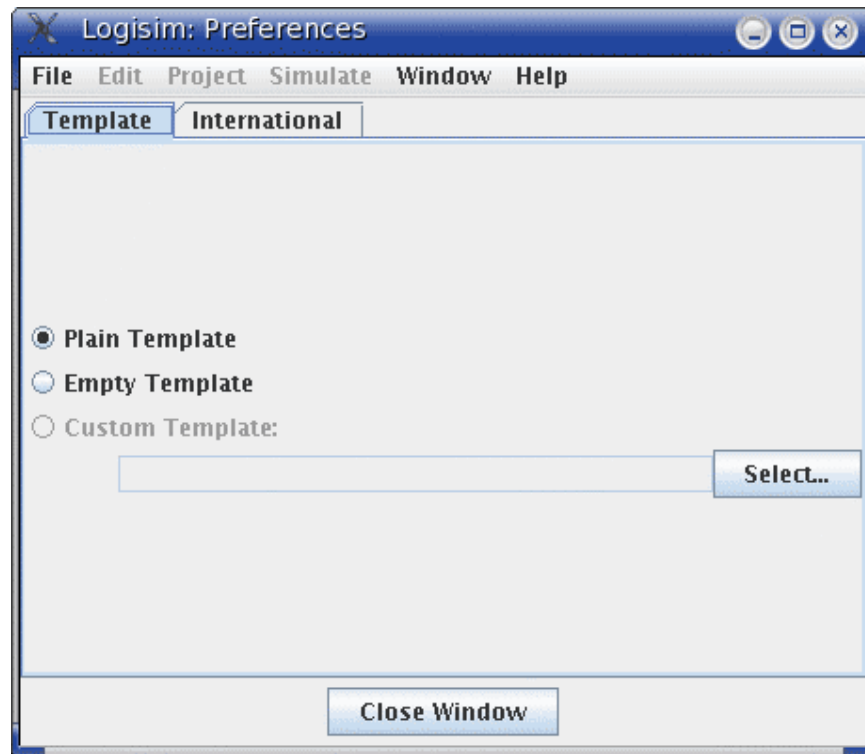 Logisim: Preferences
File Edit Project Simulate Window Help
Template International
Plain Template
Empty Template
Custom Template:
Select...
Close Window